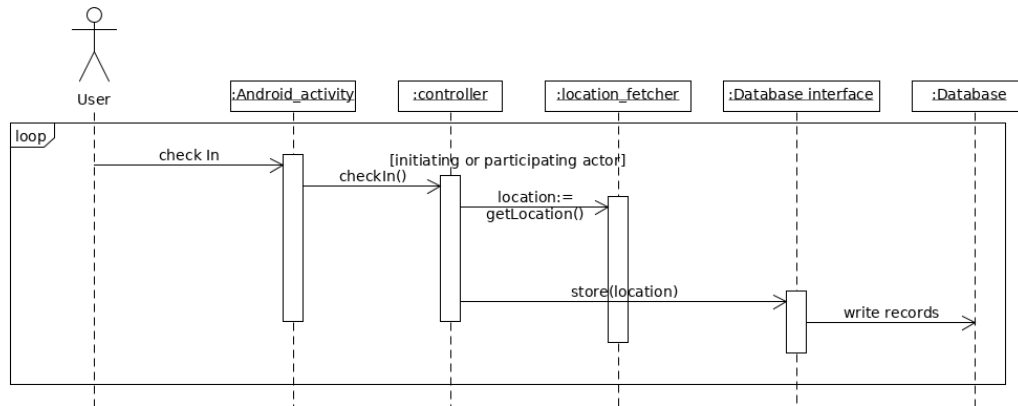 User
:Android_activity
:controller
:location_fetcher
:Database interface
:Database
loop
check In
[initiating or participating actor]
checkIn()
location:=
getLocation()
store(location)
write records